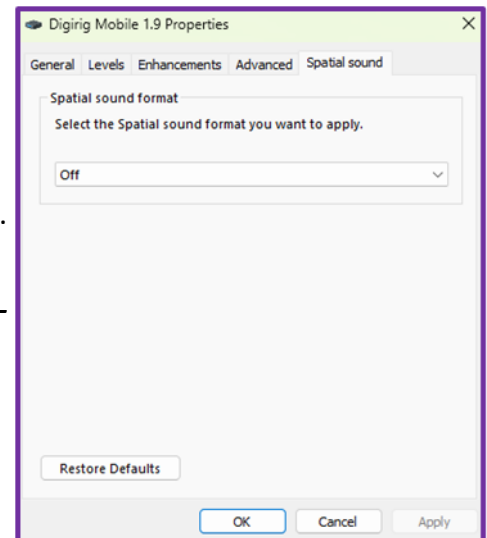 Digirig Mobile 1.9 Properties
General Levels Enhancements Advanced Spatial sound
Spatial sound format
Select the Spatial sound format you want to apply.
Off
Restore Defaults
OK Cancel Apply